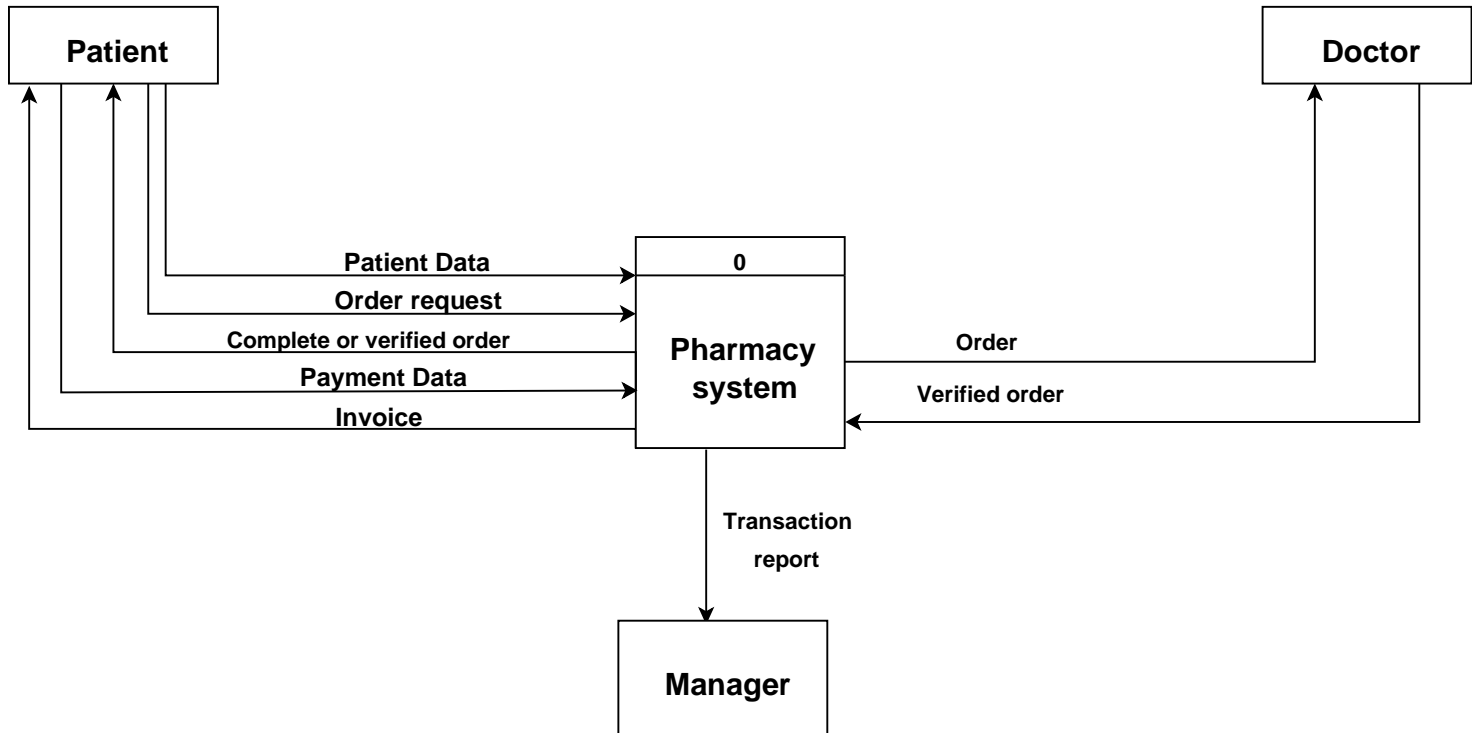 Patient
Doctor
Patient Data
0
Order request
Complete or verified order
Pharmacy
system
Order
Payment Data
Verified order
Invoice
Transaction
report
Manager